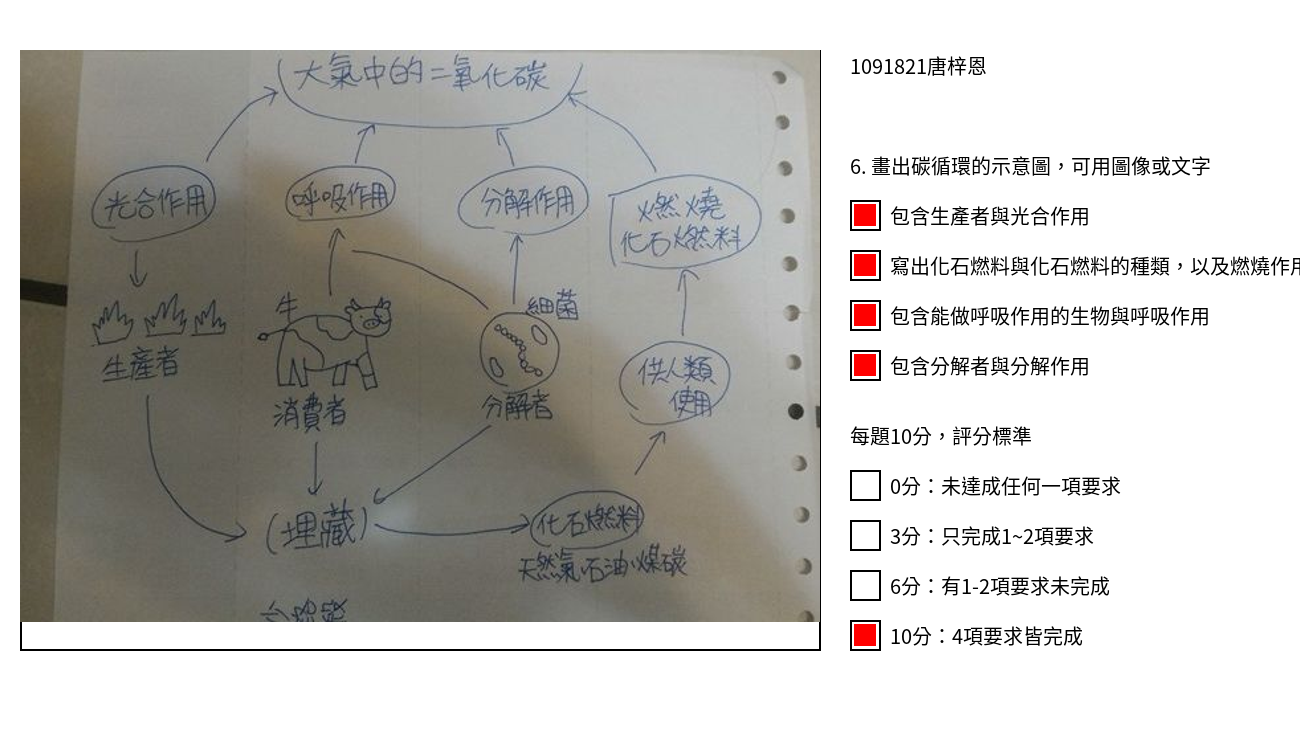 大氣中的二氧化碳
光合作用
呼吸作用
分解作用
燃燒
化石燃料
牛
細菌
生產者
消費者
分解者
供人類
使用
(埋藏)
化石燃料
天然氣、石油、煤碳
1091821唐梓恩
6. 畫出碳循環的示意圖，可用圖像或文字
包含生產者與光合作用
寫出化石燃料與化石燃料的種類，以及燃燒作用
包含能做呼吸作用的生物與呼吸作用
包含分解者與分解作用
每題10分，評分標準
0分：未達成任何一項要求
3分：只完成1~2項要求
6分：有1-2項要求未完成
10分：4項要求皆完成